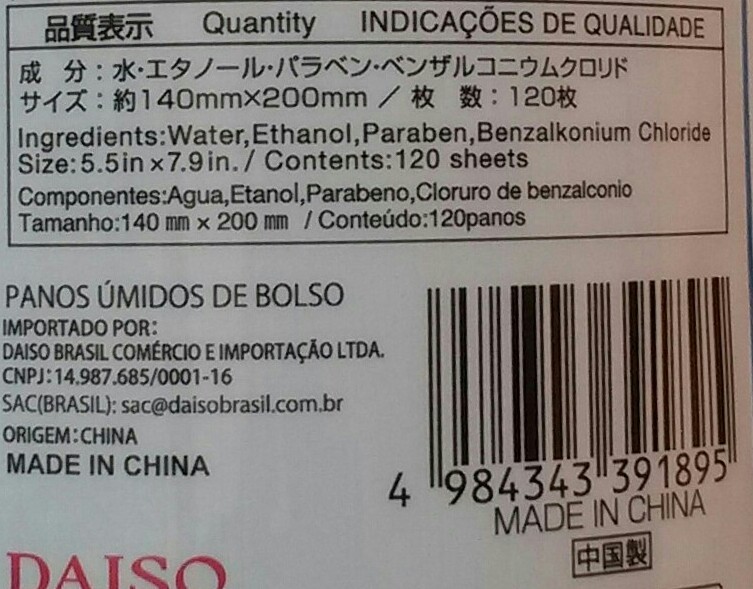 品質表示 Quantity INDICAÇÕES DE QUALIDADE
成 分：水・エタノール・パラベン・ベンザルコニウムクロリド
サイズ：約140mm×200mm ／ 枚 数：120枚
Ingredients:Water,Ethanol,Paraben,Benzalkonium Chloride
Size:5.5in×7.9in. / Contents:120 sheets
Componentes:Agua,Etanol,Parabeno,Cloruro de benzalconio
Tamanho:140 mm x 200 mm / Conteúdo:120panos
PANOS ÚMIDOS DE BOLSO
IMPORTADO POR:
DAISO BRASIL COMÉRCIO E IMPORTAÇÃO LTDA.
CNPJ:14.987.685/0001-16
SAC(BRASIL): sac@daisobrasil.com.br
ORIGEM:CHINA
MADE IN CHINA
4 984343 391895
MADE IN CHINA
中国製
DAISO